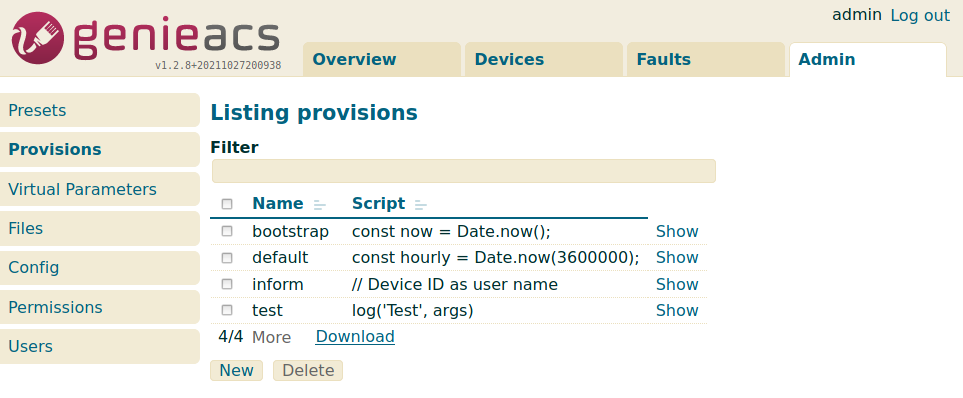 admin Log out
genieacs
v1.2.8+20211027200938
Overview Devices Faults Admin
Presets
Provisions
Virtual Parameters
Files
Config
Permissions
Users
Listing provisions
Filter
Name Script
bootstrap const now = Date.now(); Show
default const hourly = Date.now(3600000); Show
inform // Device ID as user name Show
test log('Test', args) Show
4/4 More Download
New Delete